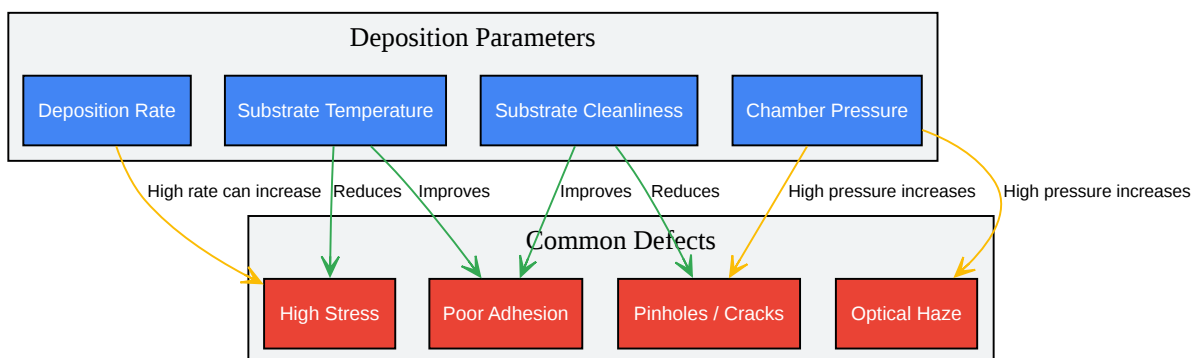 Deposition Parameters
Deposition Rate
Substrate Temperature
Substrate Cleanliness
Chamber Pressure
High rate can increase
Reduces
Improves
Improves
Reduces
High pressure increases
High pressure increases
Common Defects
High Stress
Poor Adhesion
Pinholes / Cracks
Optical Haze